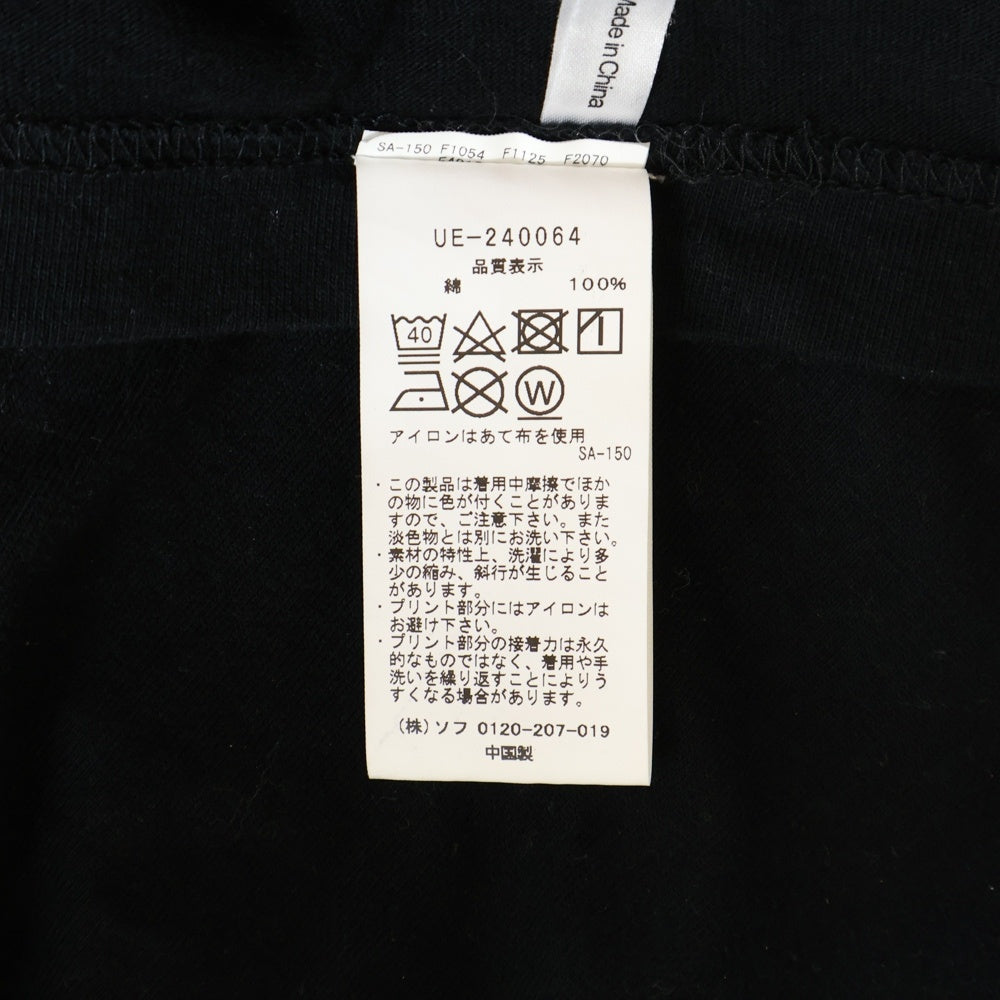 Made in China
SA-150 F1054 F1125 F2070
UE-240064
品質表示
綿 100%
40
W
アイロンはあて布を使用
SA-150
・この製品は着用中摩擦でほか
の物に色が付くことがありま
すので、ご注意下さい。また
淡色物とは別にお洗い下さい。
・素材の特性上、洗濯により多
少の縮み、斜行が生じること
があります。
・プリント部分にはアイロンは
お避け下さい。
・プリント部分の接着力は永久
的なものではなく、着用や手
洗いを繰り返すことによりう
すくなる場合があります。
(株)ソフ 0120-207-019
中国製